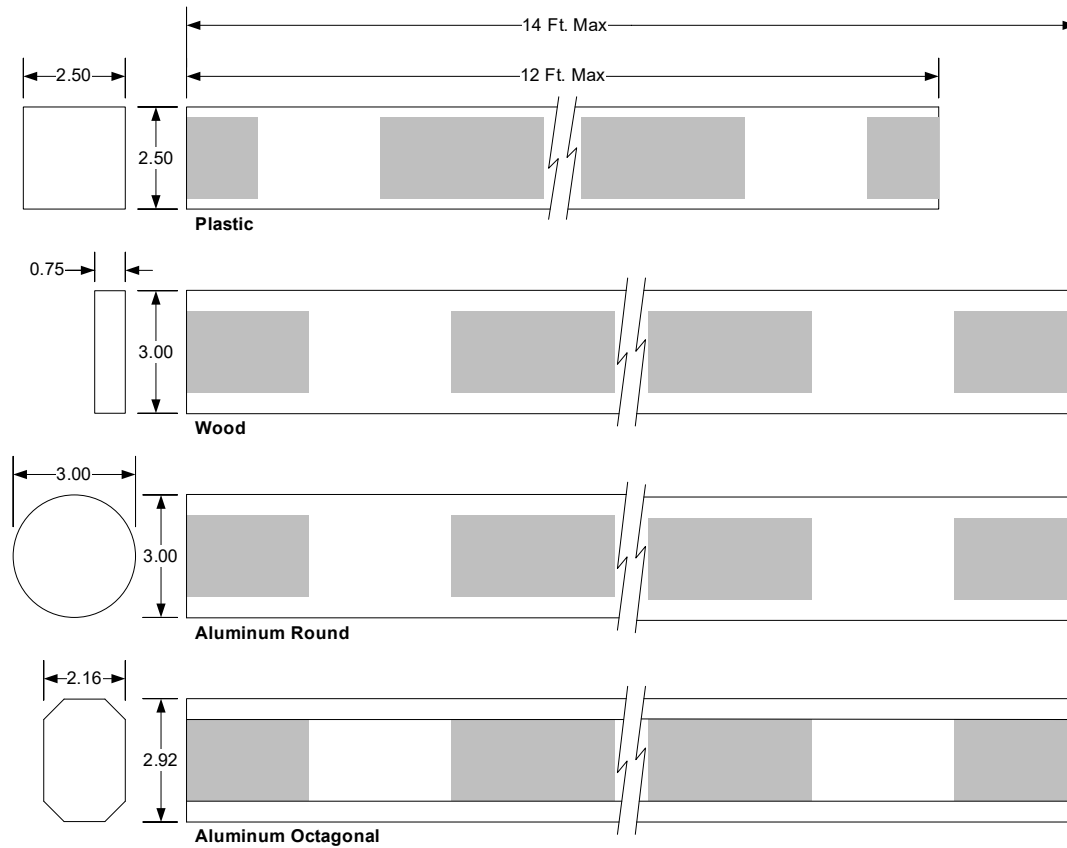 14 Ft. Max
12 Ft. Max
2.50
2.50
Plastic
0.75
3.00
Wood
3.00
3.00
Aluminum Round
2.16
2.92
Aluminum Octagonal